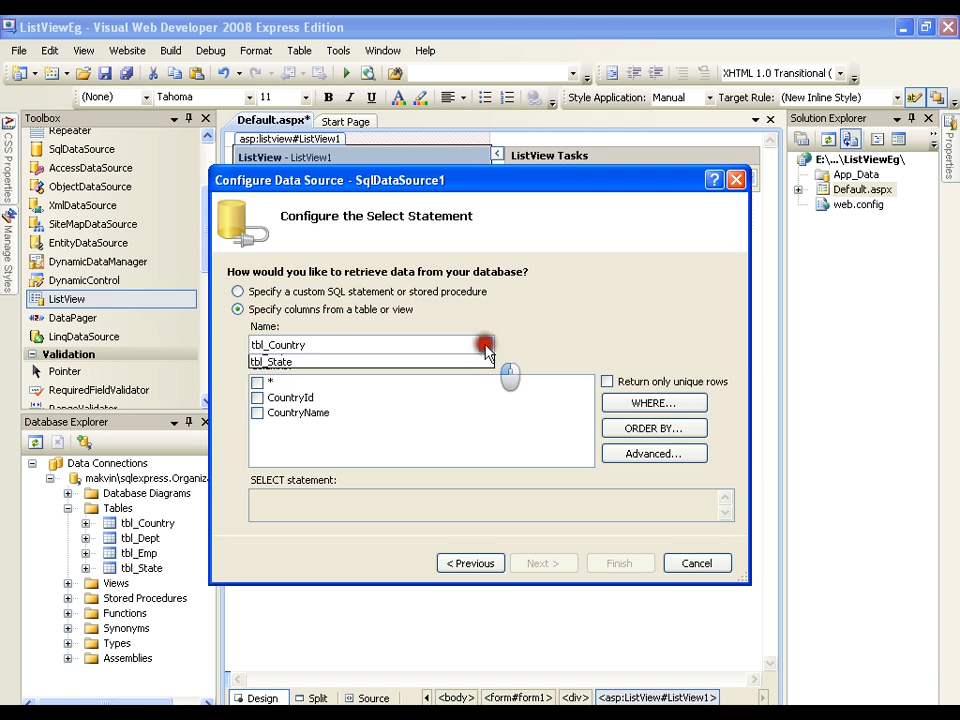 ListViewEg - Visual Web Developer 2008 Express Edition
File Edit View Website Build Debug Format Table Tools Window Help
XHTML 1.0 Transitional (
(None) Tahoma 11 B I U A Style Application: Manual Target Rule: (New Inline Style)
Toolbox
Repeater
SqlDataSource
AccessDataSource
ObjectDataSource
XmlDataSource
SiteMapDataSource
EntityDataSource
DynamicDataManager
DynamicControl
ListView
DataPager
LinqDataSource
Validation
Pointer
RequiredFieldValidator
RangeValidator
CSS Properties
Manage Styles
Database Explorer
Data Connections
makvin\sqlexpress.Organiza
Database Diagrams
Tables
tbl_Country
tbl_Dept
tbl_Emp
tbl_State
Views
Stored Procedures
Functions
Synonyms
Types
Assemblies
Default.aspx* Start Page
asp:listview#ListView1
ListView - ListView1
ListView Tasks
Configure Data Source - SqlDataSource1
Configure the Select Statement
How would you like to retrieve data from your database?
Specify a custom SQL statement or stored procedure
Specify columns from a table or view
Name:
tbl_Country
tbl_State
*
CountryId
CountryName
Return only unique rows
WHERE...
ORDER BY...
Advanced...
SELECT statement:
< Previous Next > Finish Cancel
Design Split Source <body> <form#form1> <div> <asp:ListView#ListView1>
Solution Explorer
E:\...\ListViewEg\
App_Data
Default.aspx
web.config
Properties